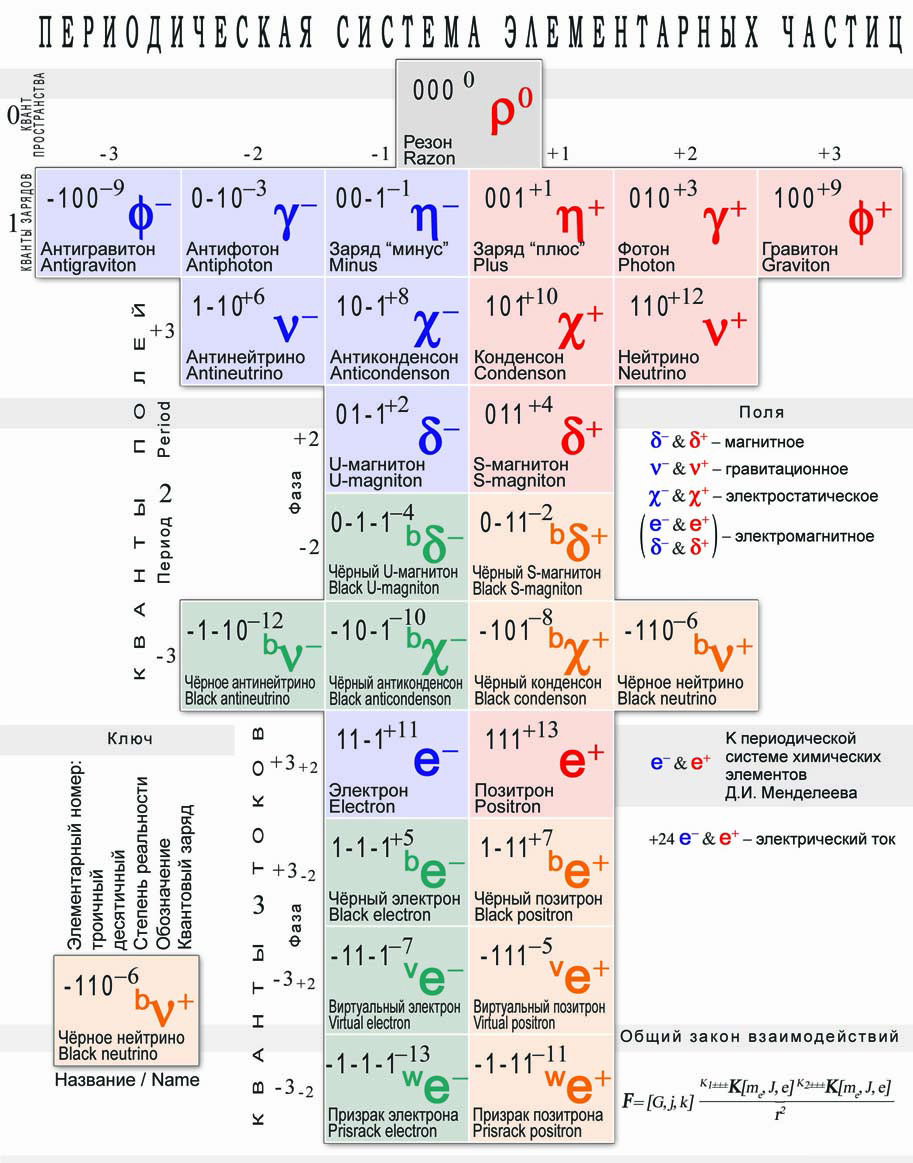 ПЕРИОДИЧЕСКАЯ СИСТЕМА ЭЛЕМЕНТАРНЫХ ЧАСТИЦ
0
КВАНТ ПРОСТРАНСТВА
000 0
ρ0
Резон
Razon
-3
-2
-1
+1
+2
+3
1
КВАНТЫ ЗАРЯДОВ
-100−9
ϕ−
Антигравитон
Antigraviton
0-10−3
γ−
Антифотон
Antiphoton
00-1−1
η−
Заряд "минус"
Minus
001+1
η+
Заряд "плюс"
Plus
010+3
γ+
Фотон
Photon
100+9
ϕ+
Гравитон
Graviton
КВАНТЫ ПОЛЕЙ
Период 2 Period
Фаза
+3
1-10+6
ν−
Антинейтрино
Antineutrino
10-1+8
χ−
Антиконденсон
Anticondenson
101+10
χ+
Конденсон
Condenson
110+12
ν+
Нейтрино
Neutrino
+2
01-1+2
δ−
U-магнитон
U-magniton
011+4
δ+
S-магнитон
S-magniton
-2
0-1-1−4
bδ−
Чёрный U-магнитон
Black U-magniton
0-11−2
bδ+
Чёрный S-магнитон
Black S-magniton
Поля
δ− & δ+ – магнитное
ν− & ν+ – гравитационное
χ− & χ+ – электростатическое
(e− & e+
δ− & δ+) – электромагнитное
-3
-1-10−12
bν−
Чёрное антинейтрино
Black antineutrino
-10-1−10
bχ−
Чёрный антиконденсон
Black anticondenson
-101−8
bχ+
Чёрный конденсон
Black condenson
-110−6
bν+
Чёрное нейтрино
Black neutrino
КВАНТЫ 3 ТОКОВ
Фаза
+3+2
11-1+11
e−
Электрон
Electron
111+13
e+
Позитрон
Positron
e− & e+
К периодической
системе химических
элементов
Д.И. Менделеева
+3-2
1-1-1+5
be−
Чёрный электрон
Black electron
1-11+7
be+
Чёрный позитрон
Black positron
+24 e− & e+ – электрический ток
-3+2
-11-1−7
ve−
Виртуальный электрон
Virtual electron
-111−5
ve+
Виртуальный позитрон
Virtual positron
-3-2
-1-1-1−13
we−
Призрак электрона
Prisrack electron
-1-11−11
we+
Призрак позитрона
Prisrack positron
Ключ
Элементарный номер:
троичный
десятичный
Степень реальности
Обозначение
Квантовый заряд
-110−6
bν+
Чёрное нейтрино
Black neutrino
Название / Name
Общий закон взаимодействий
F=[G, j, k] K1±±±K[me, J, e] K2±±±K[me, J, e]
r2